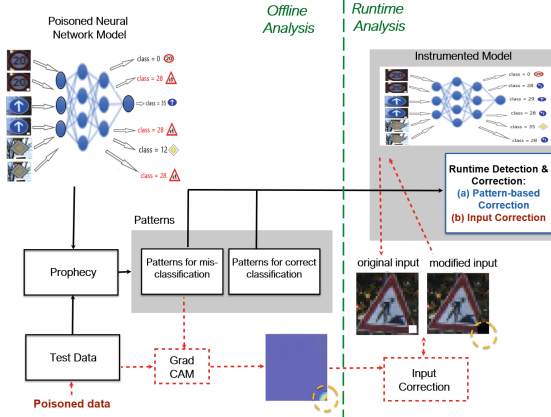 Poisoned Neural
Network Model
Offline
Analysis
Runtime
Analysis
class = 0
class = 28
class = 35
class = 28
class = 12
class = 28
20
20
20
Instrumented Model
class = 0
class = 28
class = 29
class = 28
class = 35
class = 28
Runtime Detection &
Correction:
(a) Pattern-based
Correction
(b) Input Correction
Patterns
Patterns for mis-
classification
Patterns for correct
classification
Prophecy
original input
modified input
Test Data
Grad
CAM
Input
Correction
Poisoned data